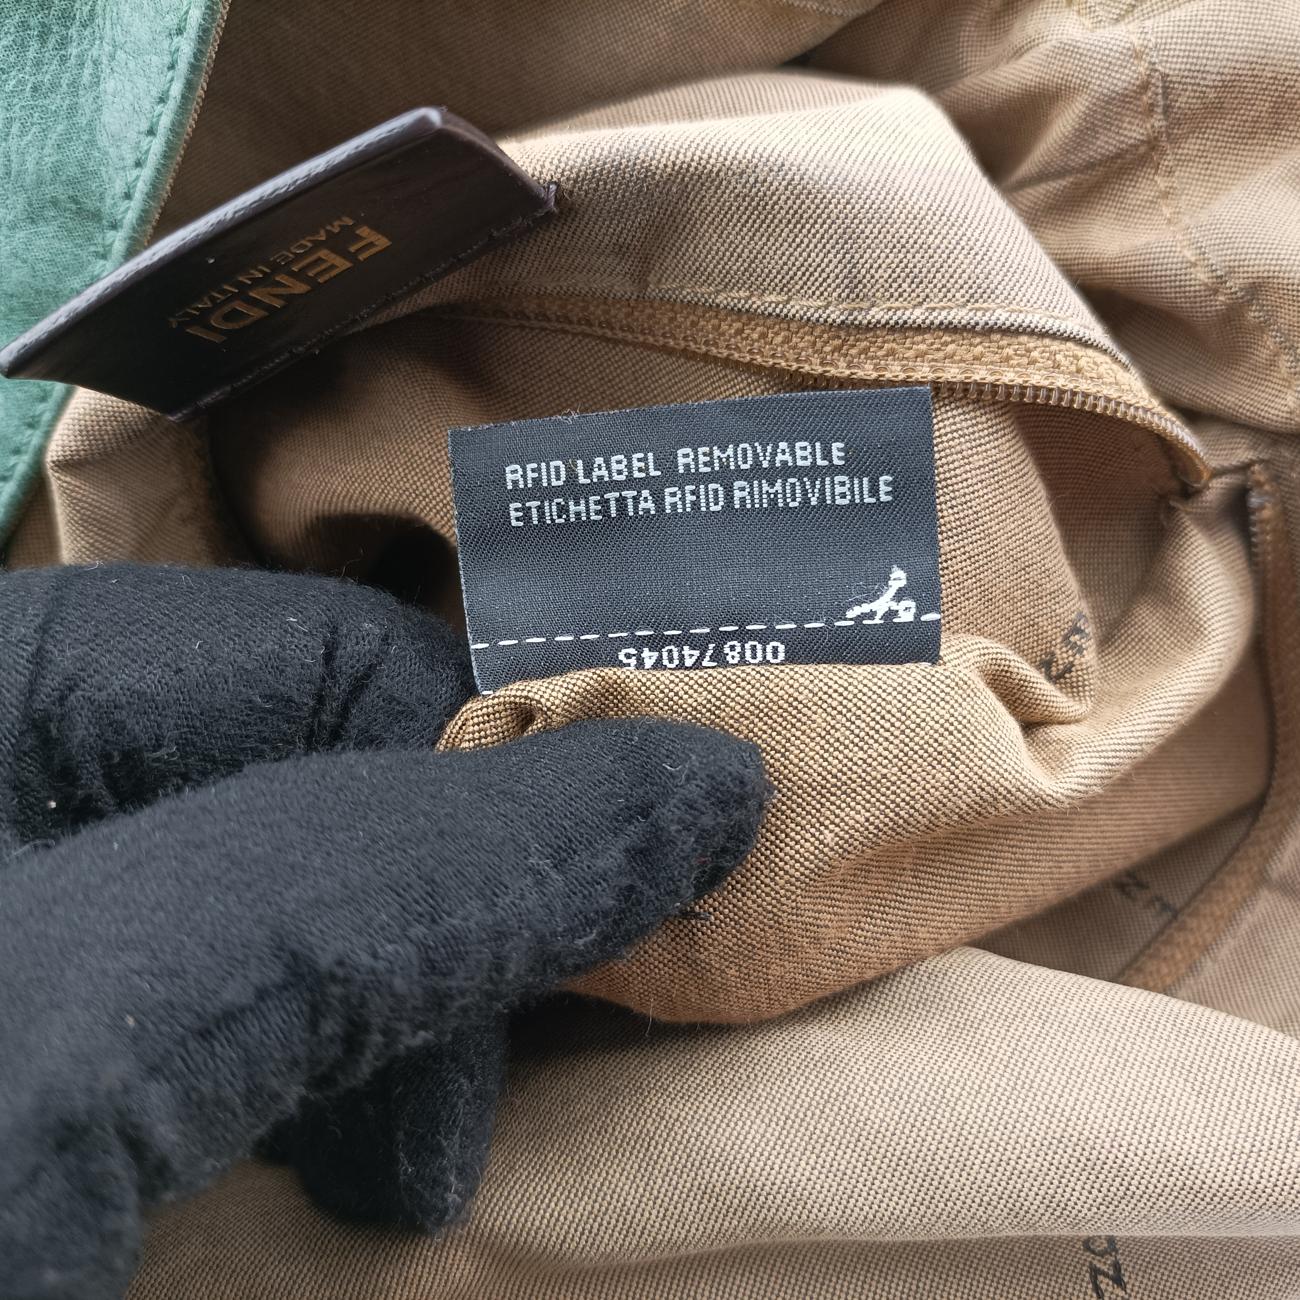 FENDI
MADE IN ITALY
RFID LABEL REMOVABLE
ETICHETTA RFID RIMOVIBILE
00874045